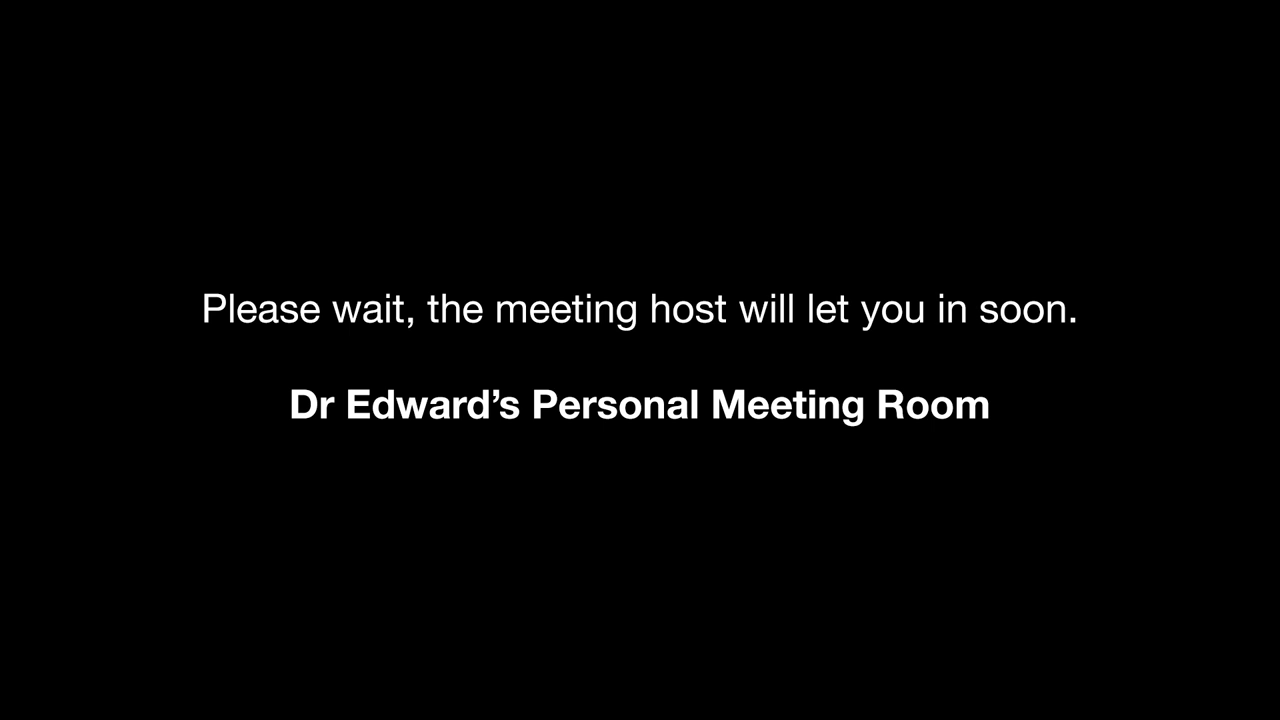 Please wait, the meeting host will let you in soon.
Dr Edward’s Personal Meeting Room